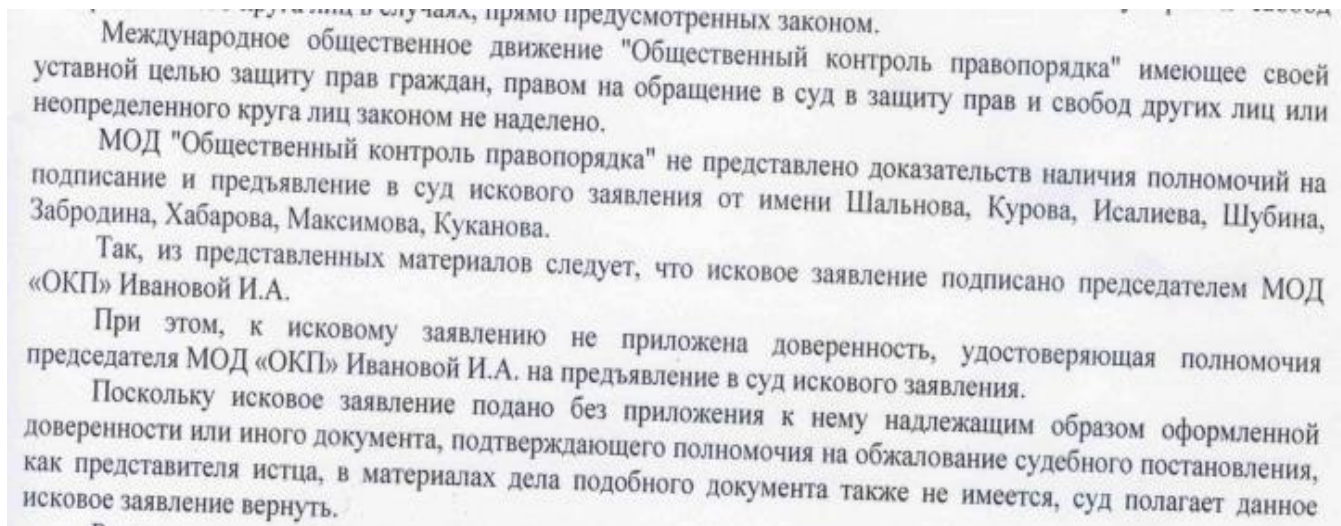 круга лиц в случаях, прямо предусмотренных законом.
Международное общественное движение "Общественный контроль правопорядка" имеющее своей
уставной целью защиту прав граждан, правом на обращение в суд в защиту прав и свобод других лиц или
неопределенного круга лиц законом не наделено.
МОД "Общественный контроль правопорядка" не представлено доказательств наличия полномочий на
подписание и предъявление в суд искового заявления от имени Шальнова, Курова, Исалиева, Шубина,
Забродина, Хабарова, Максимова, Куканова.
Так, из представленных материалов следует, что исковое заявление подписано председателем МОД
«ОКП» Ивановой И.А.
При этом, к исковому заявлению не приложена доверенность, удостоверяющая полномочия
председателя МОД «ОКП» Ивановой И.А. на предъявление в суд искового заявления.
Поскольку исковое заявление подано без приложения к нему надлежащим образом оформленной
доверенности или иного документа, подтверждающего полномочия на обжалование судебного постановления,
как представителя истца, в материалах дела подобного документа также не имеется, суд полагает данное
исковое заявление вернуть.